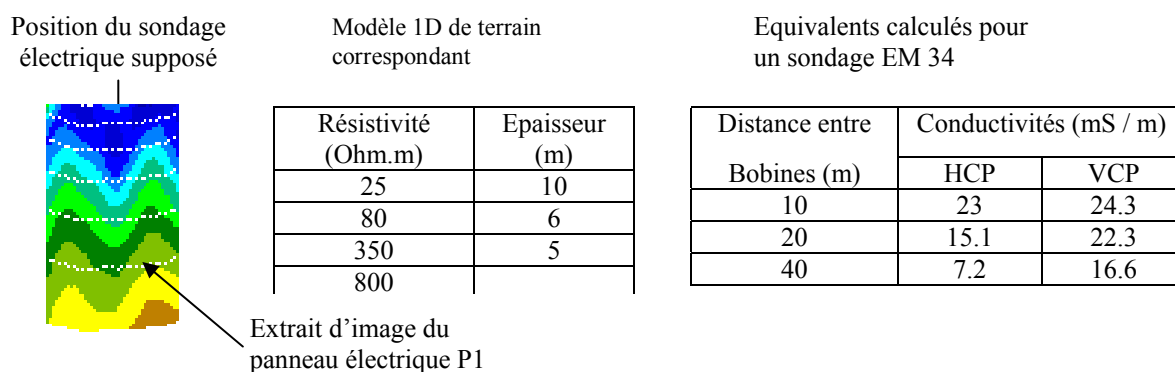 Position du sondage
électrique supposé
Modèle 1D de terrain
correspondant
Equivalents calculés pour
un sondage EM 34
Résistivité
(Ohm.m)
Epaisseur
(m)
25 10
80 6
350 5
800
Distance entre
Bobines (m)
Conductivités (mS / m)
HCP VCP
10 23 24.3
20 15.1 22.3
40 7.2 16.6
Extrait d’image du
panneau électrique P1